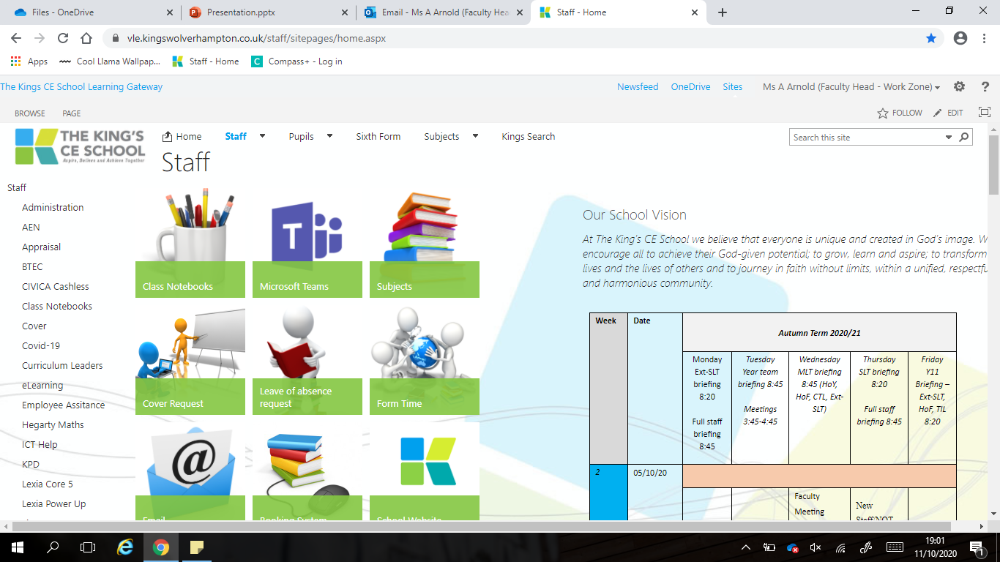 Files - OneDrive
Presentation.pptx
Email - Ms A Arnold (Faculty Hea
Staff - Home
vle.kingswolverhampton.co.uk/staff/sitepages/home.aspx
Apps
Cool Llama Wallpap...
Staff - Home
Compass+ - Log in
The Kings CE School Learning Gateway
Newsfeed
OneDrive
Sites
Ms A Arnold (Faculty Head - Work Zone)
BROWSE
PAGE
FOLLOW
EDIT
THE KING'S
CE SCHOOL
Aspire, Believe and Achieve Together
Home
Staff
Pupils
Sixth Form
Subjects
Kings Search
Search this site
Staff
Staff
Administration
AEN
Appraisal
BTEC
CIVICA Cashless
Class Notebooks
Cover
Covid-19
Curriculum Leaders
eLearning
Employee Assitance
Hegarty Maths
ICT Help
KPD
Lexia Core 5
Lexia Power Up
Class Notebooks
T
Microsoft Teams
Subjects
Cover Request
Leave of absence
request
Form Time
@
Email
Booking System
School Website
Our School Vision
At The King's CE School we believe that everyone is unique and created in God's image. W
encourage all to achieve their God-given potential; to grow, learn and aspire; to transform
lives and the lives of others and to journey in faith without limits, within a unified, respectfu
and harmonious community.
Week
Date
Autumn Term 2020/21
Monday
Ext-SLT
briefing
8:20
Full staff
briefing
8:45
Tuesday
Year team
briefing 8:45
Meetings
3:45-4:45
Wednesday
MLT briefing
8:45 (HoY,
HoF, CTL, Ext-
SLT)
Thursday
SLT briefing
8:20
Full staff
briefing 8:45
Friday
Y11
Briefing –
Ext-SLT,
HoF, TIL
8:20
2
05/10/20
Faculty
Meeting
New
Staff/NQT
19:01
11/10/2020
1